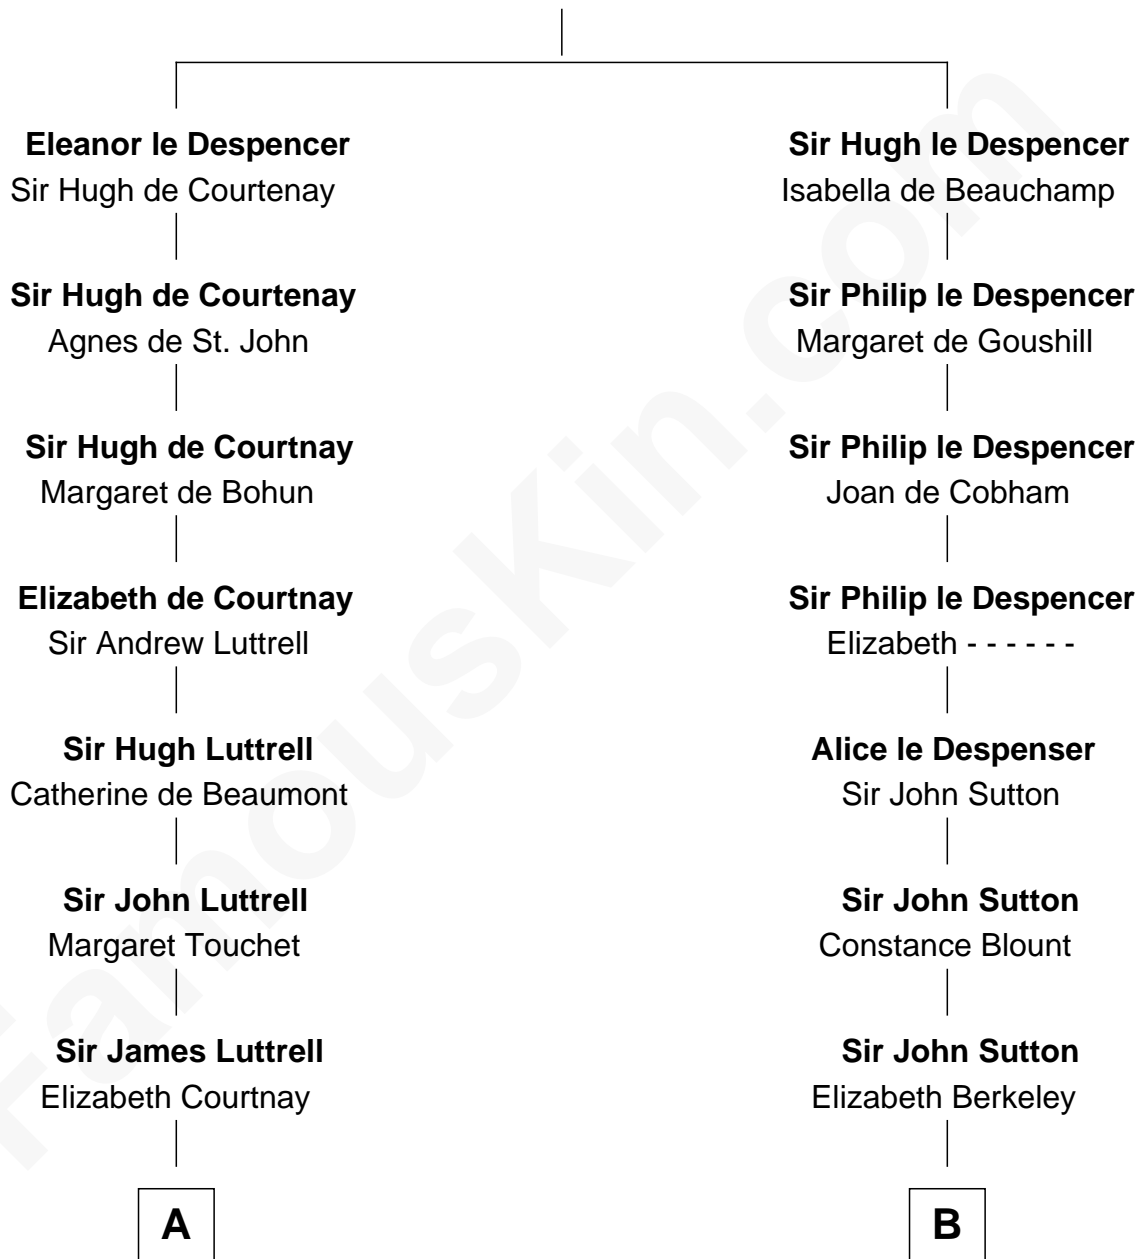 Eleanor le Despencer
Sir Hugh de Courtenay
Sir Hugh de Courtenay
Agnes de St. John
Sir Hugh de Courtnay
Margaret de Bohun
Elizabeth de Courtnay
Sir Andrew Luttrell
Sir Hugh Luttrell
Catherine de Beaumont
Sir John Luttrell
Margaret Touchet
Sir James Luttrell
Elizabeth Courtnay
A
Sir Hugh le Despencer
Isabella de Beauchamp
Sir Philip le Despencer
Margaret de Goushill
Sir Philip le Despencer
Joan de Cobham
Sir Philip le Despencer
Elizabeth - - - - - -
Alice le Despenser
Sir John Sutton
Sir John Sutton
Constance Blount
Sir John Sutton
Elizabeth Berkeley
B
FamousKin.com